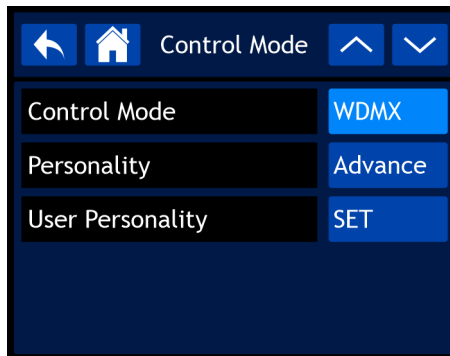 Control Mode
Control Mode WDMX
Personality Advance
User Personality SET